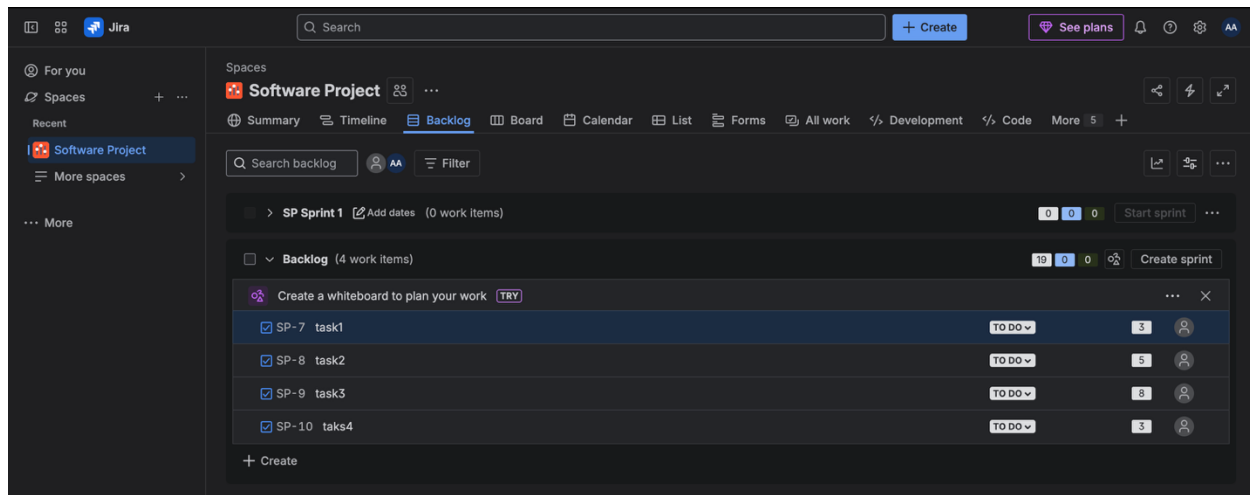 Jira
Search
+ Create
See plans
AA
For you
Spaces
Recent
Software Project
More spaces
More
Spaces
Software Project
Summary Timeline Backlog Board Calendar List Forms All work Development Code More 5
Search backlog
AA
Filter
SP Sprint 1 Add dates (0 work items) 0 0 0 Start sprint
Backlog (4 work items) 19 0 0 Create sprint
Create a whiteboard to plan your work TRY
SP-7 task1 TO DO 3
SP-8 task2 TO DO 5
SP-9 task3 TO DO 8
SP-10 taks4 TO DO 3
+ Create